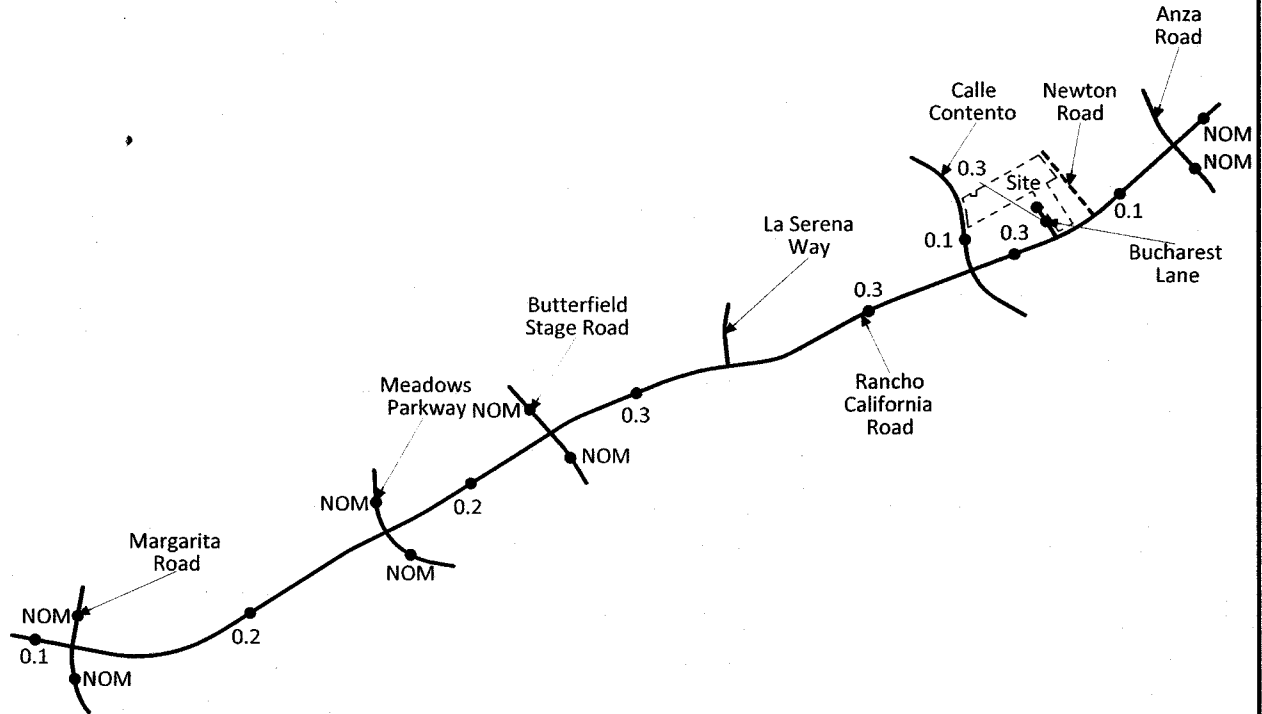 Anza
Road
Calle
Contento
Newton
Road
NOM
NOM
0.3
Site
0.1
0.1
0.3
Bucharest
Lane
La Serena
Way
0.3
Butterfield
Stage Road
Rancho
California
Road
Meadows
Parkway
NOM
0.3
NOM
NOM
0.2
NOM
Margarita
Road
NOM
0.2
0.1
NOM